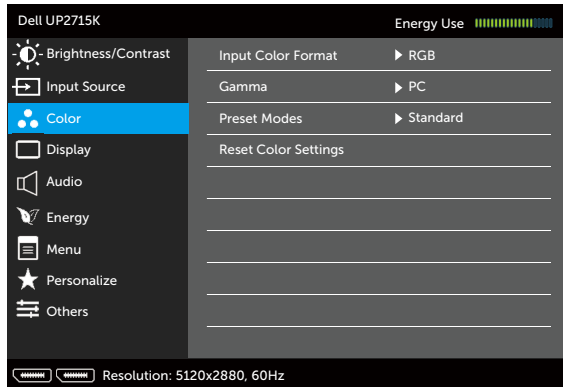 Dell UP2715K Energy Use
Brightness/Contrast Input Color Format RGB
Input Source Gamma PC
Color Preset Modes Standard
Display Reset Color Settings
Audio
Energy
Menu
Personalize
Others
Resolution: 5120x2880, 60Hz